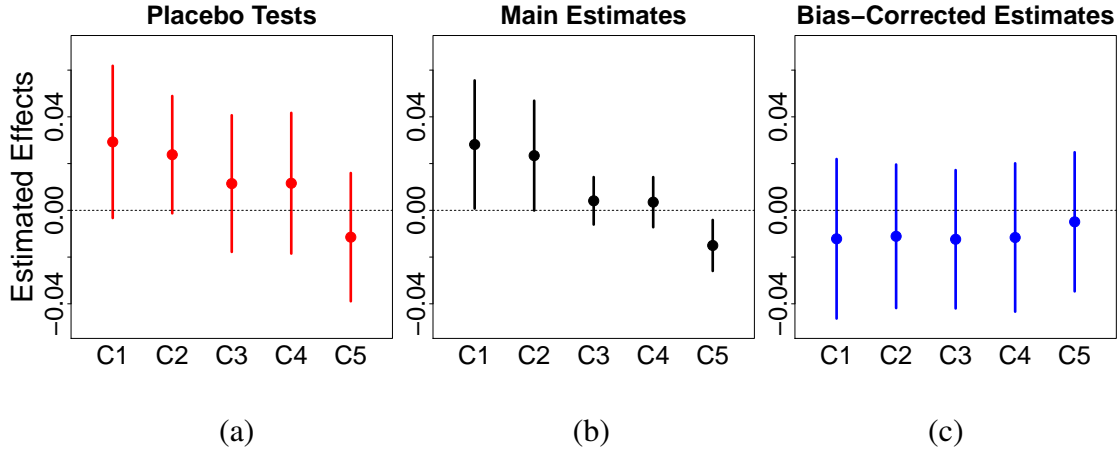 Placebo Tests
Main Estimates
Bias−Corrected Estimates
Estimated Effects
0.04
0.00
−0.04
C1 C2 C3 C4 C5
(a)
0.04
0.00
−0.04
C1 C2 C3 C4 C5
(b)
0.04
0.00
−0.04
C1 C2 C3 C4 C5
(c)